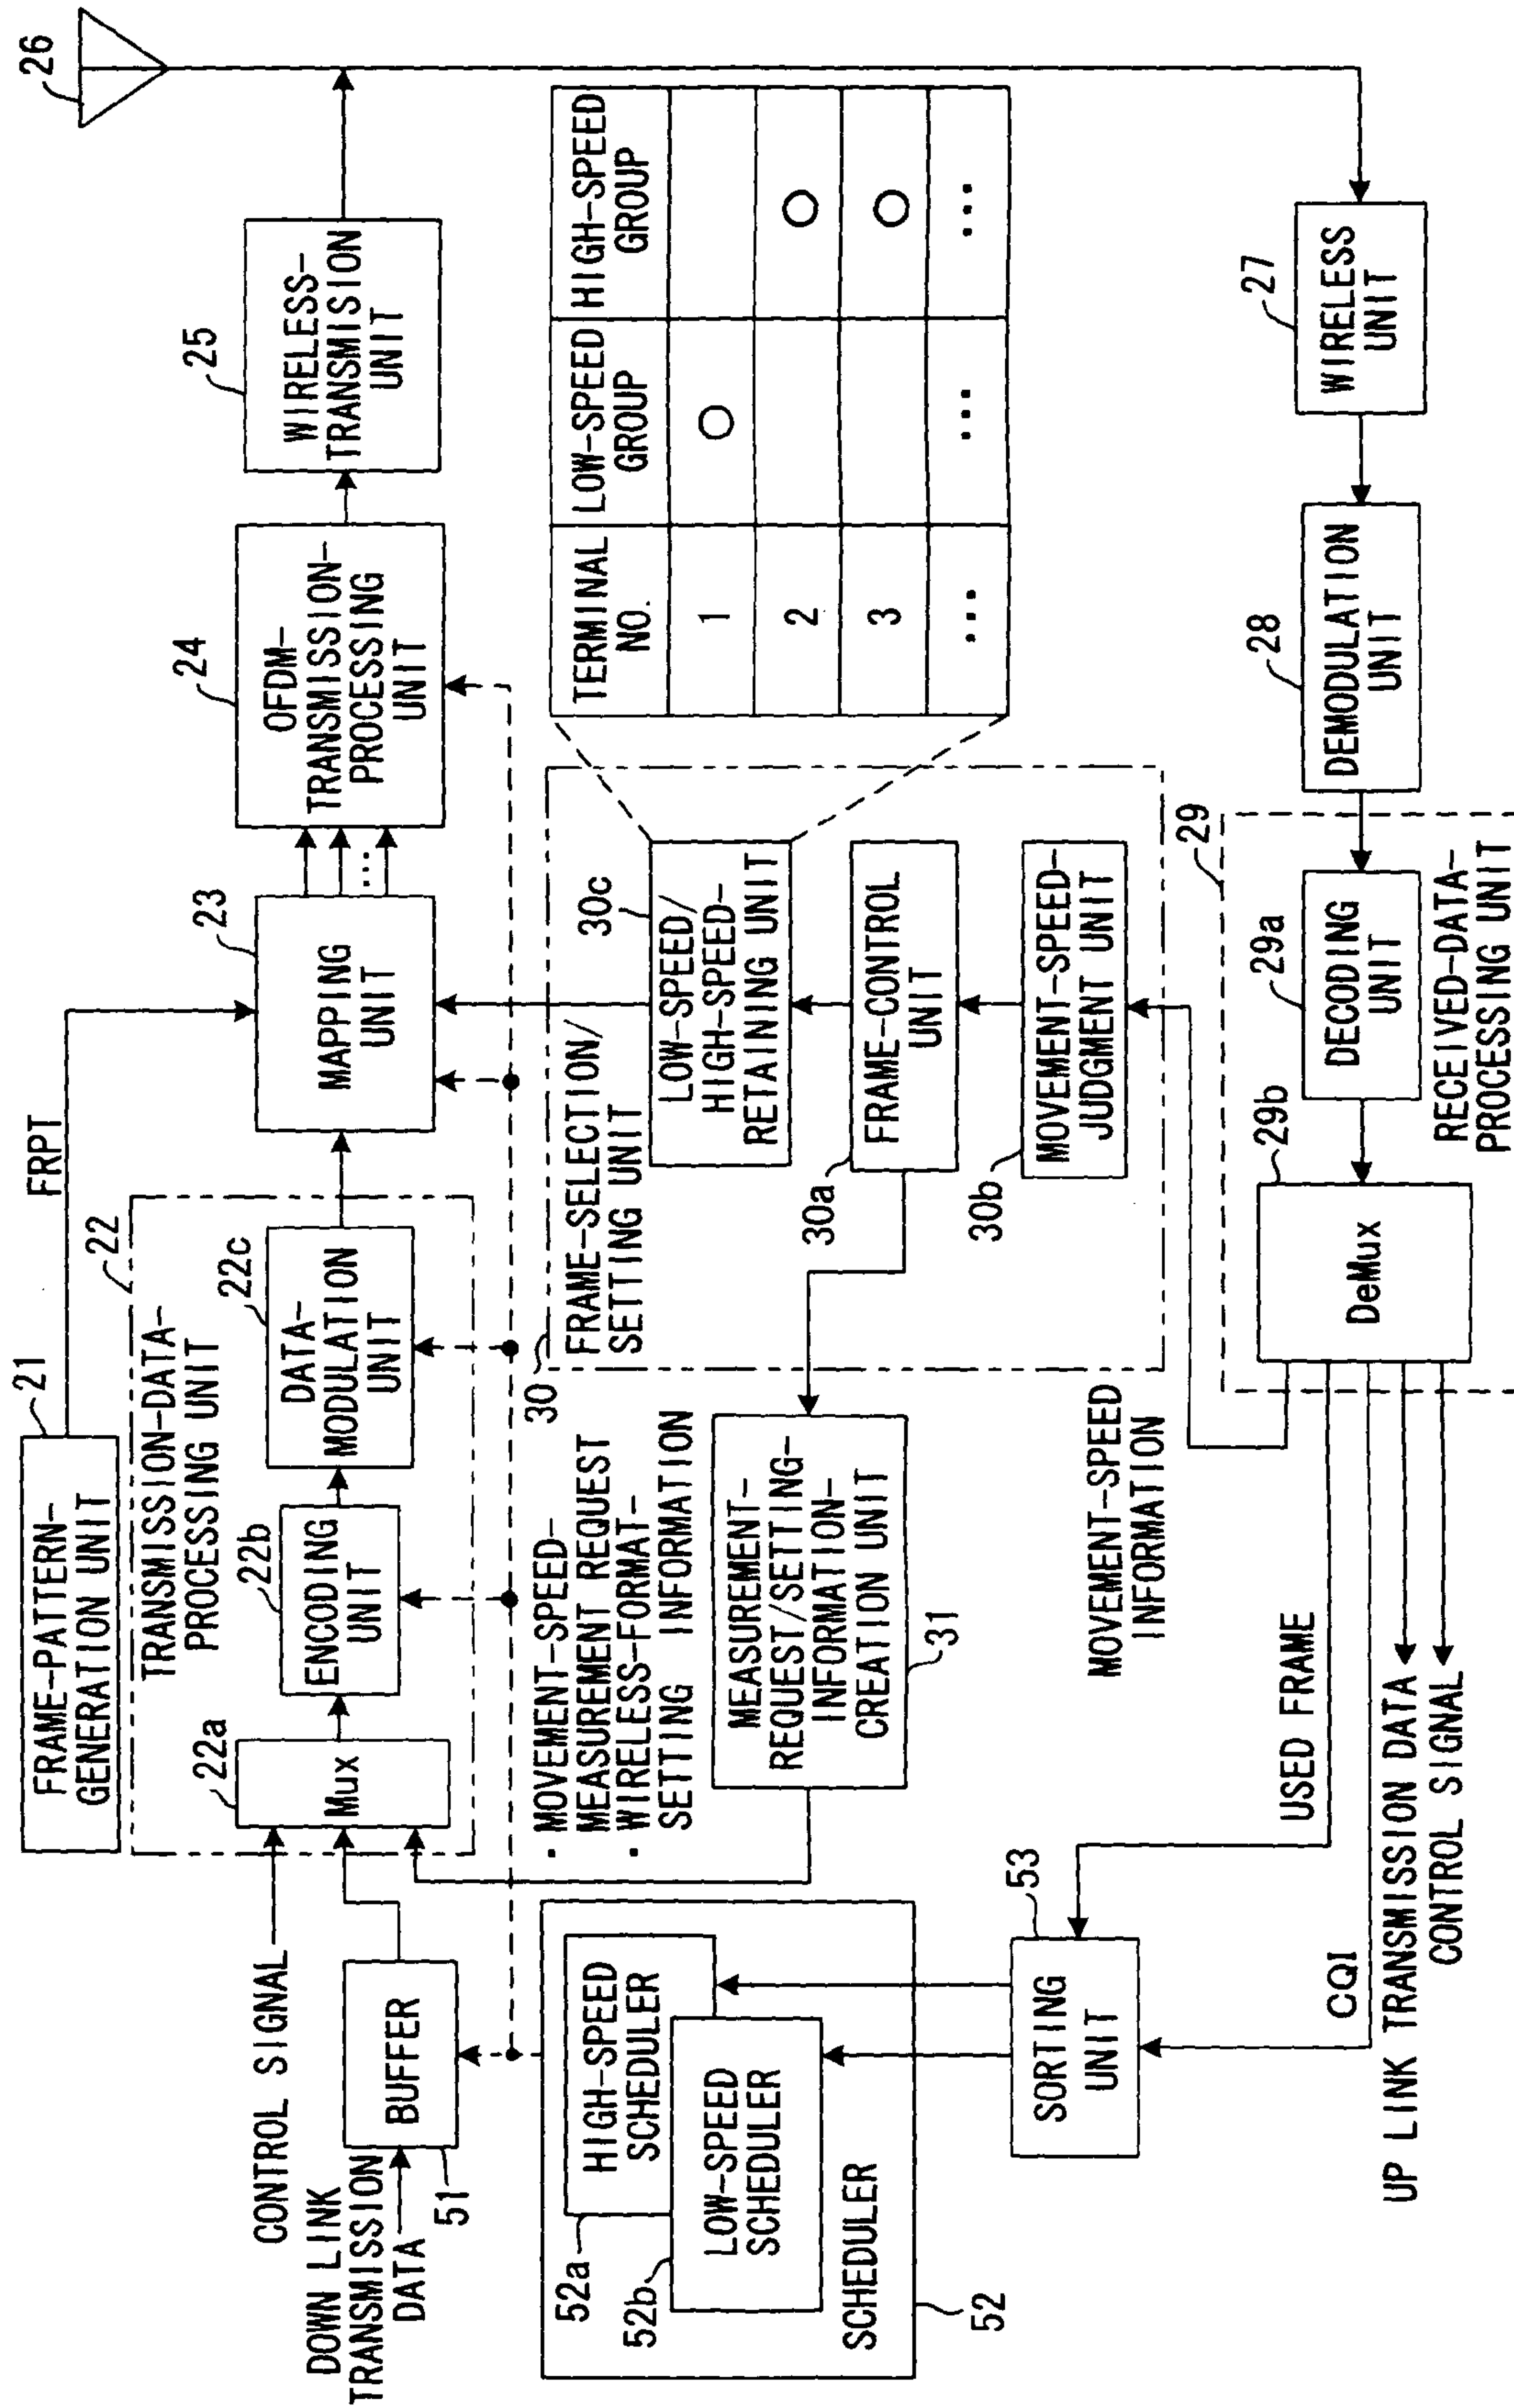 FRAME-PATTERN-
GENERATION UNIT
21
FRPT
26
TRANSMISSION-DATA-
PROCESSING UNIT
22
CONTROL SIGNAL
DOWN LINK
TRANSMISSION
DATA
BUFFER
51
22a
Mux
22b
ENCODING
UNIT
22c
DATA-
MODULATION
UNIT
23
MAPPING
UNIT
...
24
OFDM-
TRANSMISSION-
PROCESSING
UNIT
25
WIRELESS-
TRANSMISION
UNIT
52a
HIGH-SPEED
SCHEDULER
52b
LOW-SPEED
SCHEDULER
SCHEDULER
52
· MOVEMENT-SPEED-
MEASUREMENT REQUEST
· WIRELESS-FORMAT-
SETTING INFORMATION
30
FRAME-SELECTION/
SETTING UNIT
30c
LOW-SPEED/
HIGH-SPEED-
RETAINING UNIT
30a
FRAME-CONTROL
UNIT
30b
MOVEMENT-SPEED-
JUDGMENT UNIT
TERMINAL
NO.
LOW-SPEED
GROUP
HIGH-SPEED
GROUP
1 ○
2 ○
3 ○
... ... ...
MEASUREMENT-
REQUEST/SETTING-
INFORMATION-
CREATION UNIT
31
MOVEMENT-SPEED
INFORMATION
53
SORTING
UNIT
USED FRAME
CQI
UP LINK TRANSMISSION DATA
CONTROL SIGNAL
29b
DeMux
29a
DECODING
UNIT
29
RECEIVED-DATA-
PROCESSING UNIT
28
DEMODULATION
UNIT
27
WIRELESS
UNIT